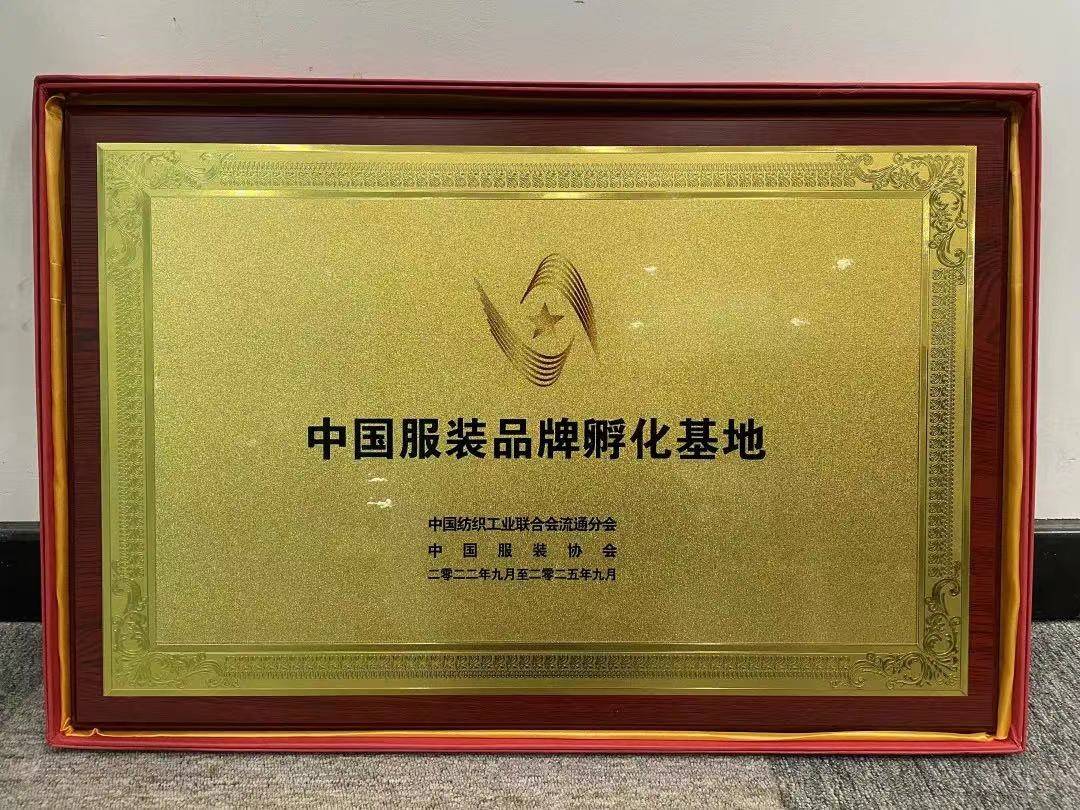 中国服装品牌孵化基地
中国纺织工业联合会流通分会
中国服装协会
二零二二年九月至二零二五年九月